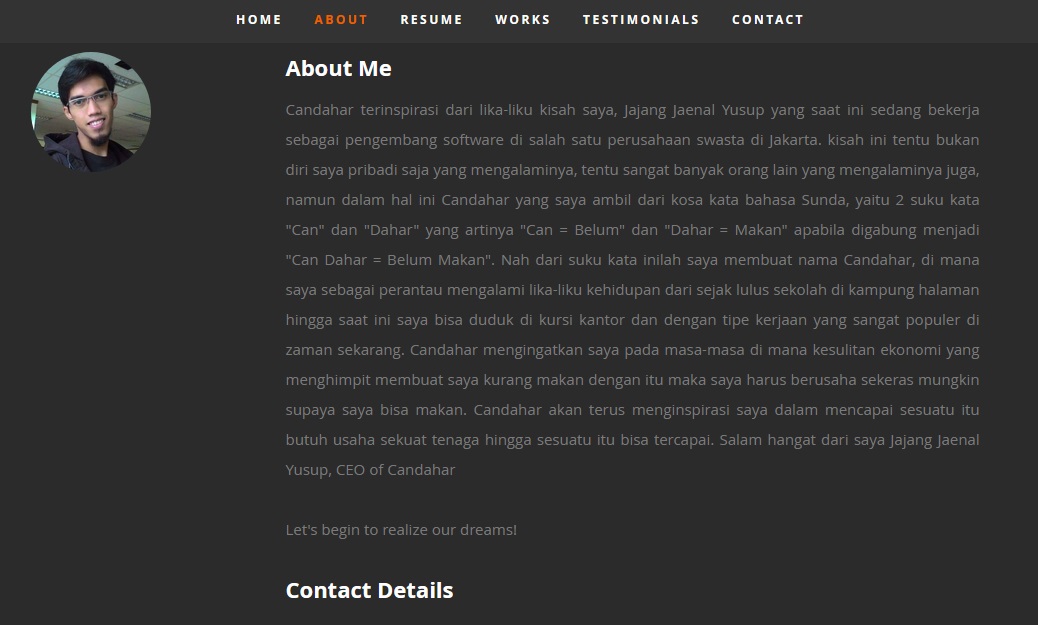 HOME ABOUT RESUME WORKS TESTIMONIALS CONTACT
About Me
Candahar terinspirasi dari lika-liku kisah saya, Jajang Jaenal Yusup yang saat ini sedang bekerja
sebagai pengembang software di salah satu perusahaan swasta di Jakarta. kisah ini tentu bukan
diri saya pribadi saja yang mengalaminya, tentu sangat banyak orang lain yang mengalaminya juga,
namun dalam hal ini Candahar yang saya ambil dari kosa kata bahasa Sunda, yaitu 2 suku kata
"Can" dan "Dahar" yang artinya "Can = Belum" dan "Dahar = Makan" apabila digabung menjadi
"Can Dahar = Belum Makan". Nah dari suku kata inilah saya membuat nama Candahar, di mana
saya sebagai perantau mengalami lika-liku kehidupan dari sejak lulus sekolah di kampung halaman
hingga saat ini saya bisa duduk di kursi kantor dan dengan tipe kerjaan yang sangat populer di
zaman sekarang. Candahar mengingatkan saya pada masa-masa di mana kesulitan ekonomi yang
menghimpit membuat saya kurang makan dengan itu maka saya harus berusaha sekeras mungkin
supaya saya bisa makan. Candahar akan terus menginspirasi saya dalam mencapai sesuatu itu
butuh usaha sekuat tenaga hingga sesuatu itu bisa tercapai. Salam hangat dari saya Jajang Jaenal
Yusup, CEO of Candahar
Let's begin to realize our dreams!
Contact Details